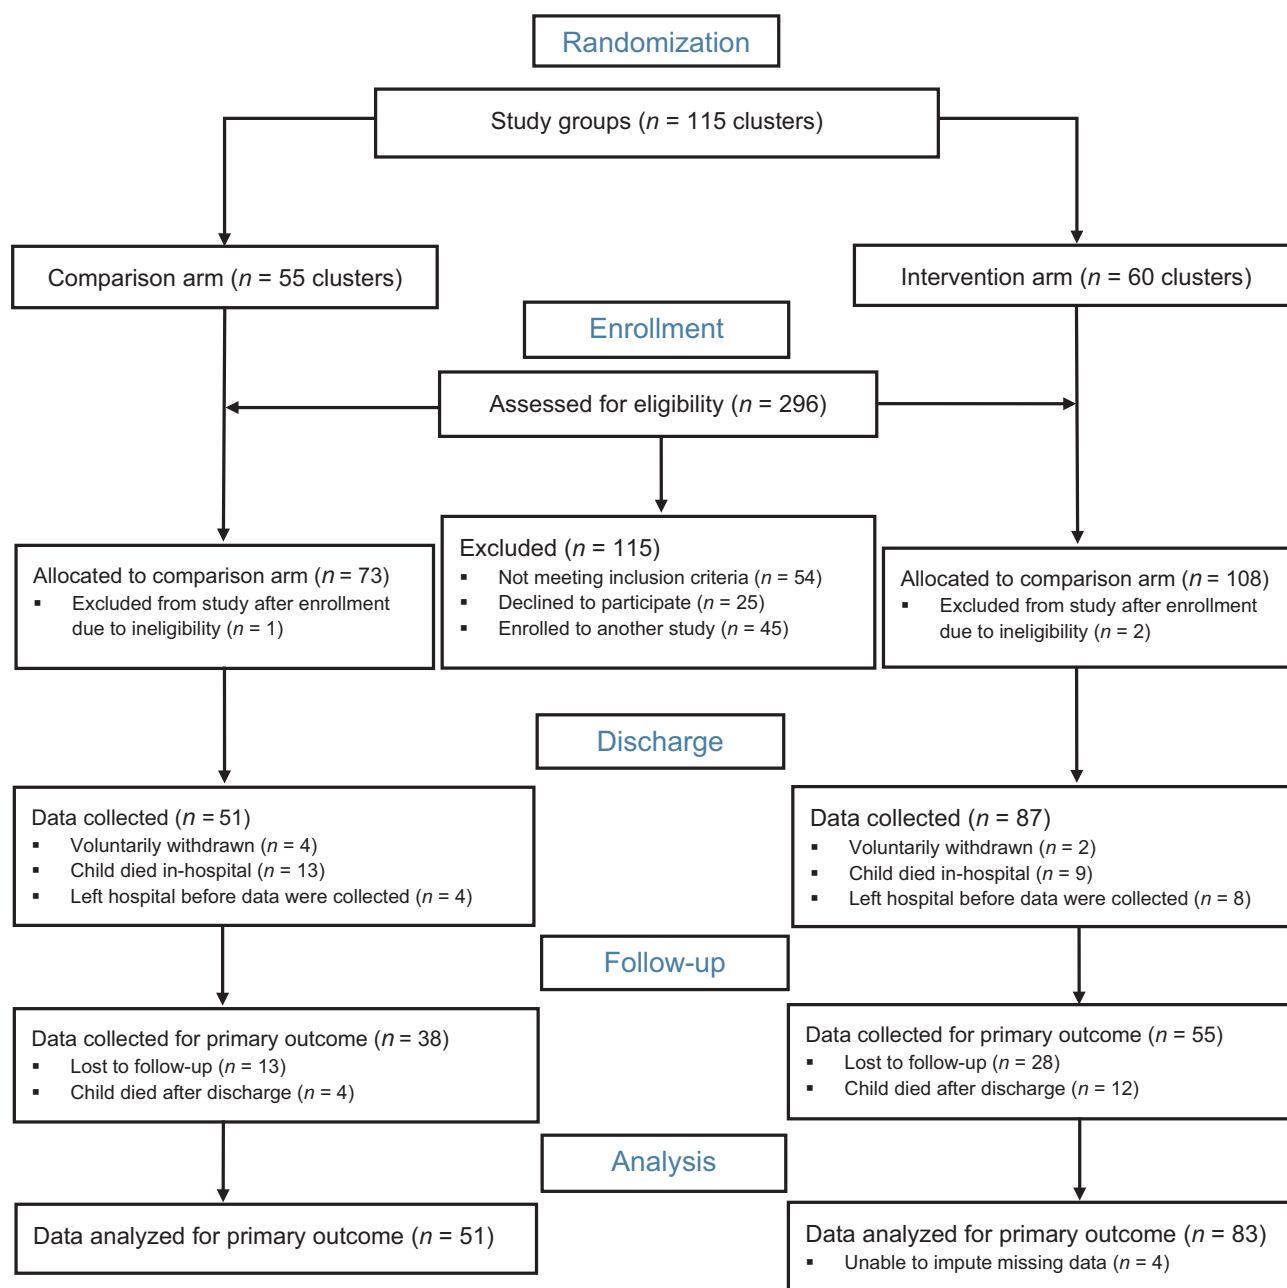 Randomization
Study groups (n = 115 clusters)
Comparison arm (n = 55 clusters)
Intervention arm (n = 60 clusters)
Enrollment
Assessed for eligibility (n = 296)
Allocated to comparison arm (n = 73)
▪ Excluded from study after enrollment
due to ineligibility (n = 1)
Excluded (n = 115)
▪ Not meeting inclusion criteria (n = 54)
▪ Declined to participate (n = 25)
▪ Enrolled to another study (n = 45)
Allocated to comparison arm (n = 108)
▪ Excluded from study after enrollment
due to ineligibility (n = 2)
Discharge
Data collected (n = 51)
▪ Voluntarily withdrawn (n = 4)
▪ Child died in-hospital (n = 13)
▪ Left hospital before data were collected (n = 4)
Data collected (n = 87)
▪ Voluntarily withdrawn (n = 2)
▪ Child died in-hospital (n = 9)
▪ Left hospital before data were collected (n = 8)
Follow-up
Data collected for primary outcome (n = 38)
▪ Lost to follow-up (n = 13)
▪ Child died after discharge (n = 4)
Data collected for primary outcome (n = 55)
▪ Lost to follow-up (n = 28)
▪ Child died after discharge (n = 12)
Analysis
Data analyzed for primary outcome (n = 51)
Data analyzed for primary outcome (n = 83)
▪ Unable to impute missing data (n = 4)